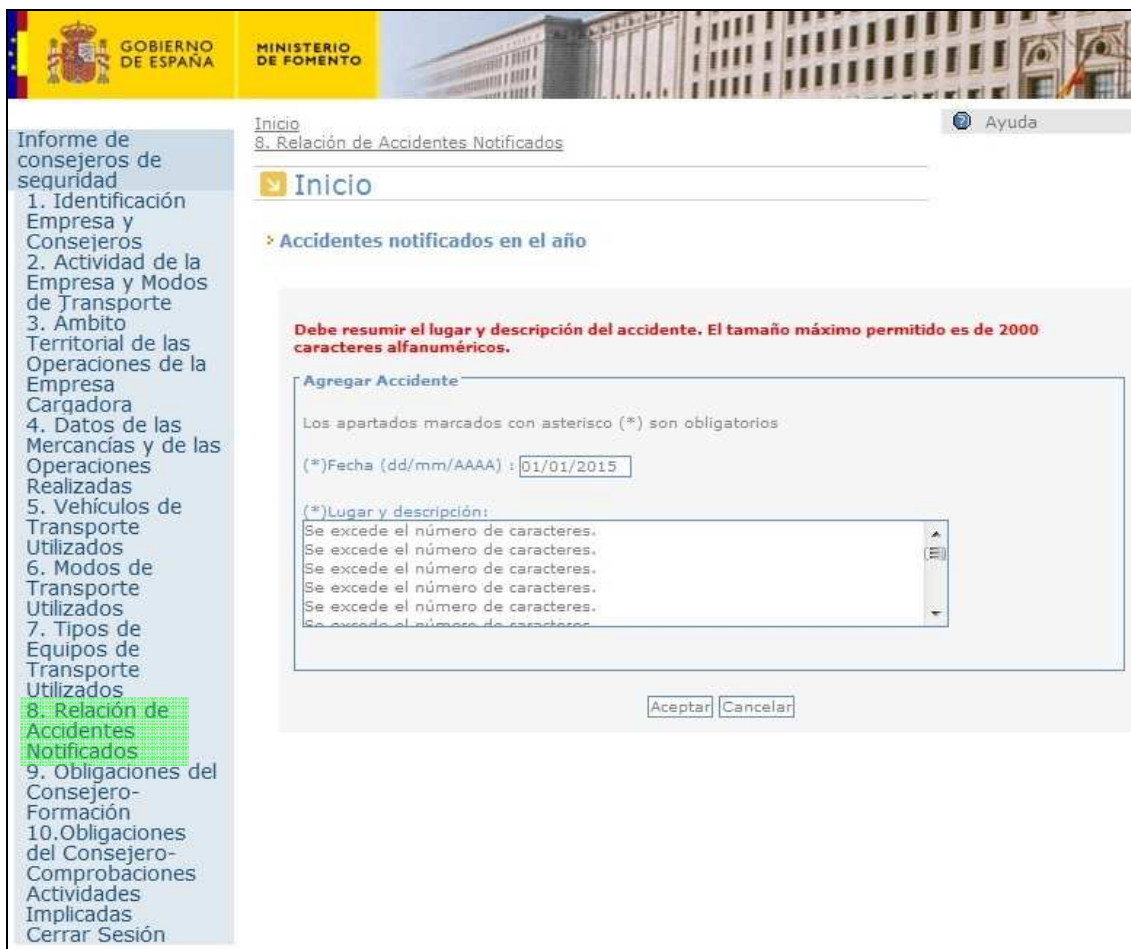 GOBIERNO
DE ESPAÑA
MINISTERIO
DE FOMENTO
Informe de
consejeros de
seguridad
1. Identificación
Empresa y
Consejeros
2. Actividad de la
Empresa y Modos
de Transporte
3. Ámbito
Territorial de las
Operaciones de la
Empresa
Cargadora
4. Datos de las
Mercancías y de las
Operaciones
Realizadas
5. Vehículos de
Transporte
Utilizados
6. Modos de
Transporte
Utilizados
7. Tipos de
Equipos de
Transporte
Utilizados
8. Relación de
Accidentes
Notificados
9. Obligaciones del
Consejero-
Formación
10.Obligaciones
del Consejero-
Comprobaciones
Actividades
Implicadas
Cerrar Sesión
Inicio
8. Relación de Accidentes Notificados
Ayuda
Inicio
Accidentes notificados en el año
Debe resumir el lugar y descripción del accidente. El tamaño máximo permitido es de 2000
caracteres alfanuméricos.
Agregar Accidente
Los apartados marcados con asterisco (*) son obligatorios
(*)Fecha (dd/mm/AAAA) : 01/01/2015
(*)Lugar y descripción:
Se excede el número de caracteres.
Se excede el número de caracteres.
Se excede el número de caracteres.
Se excede el número de caracteres.
Se excede el número de caracteres.
Se excede el número de caracteres.
Aceptar Cancelar